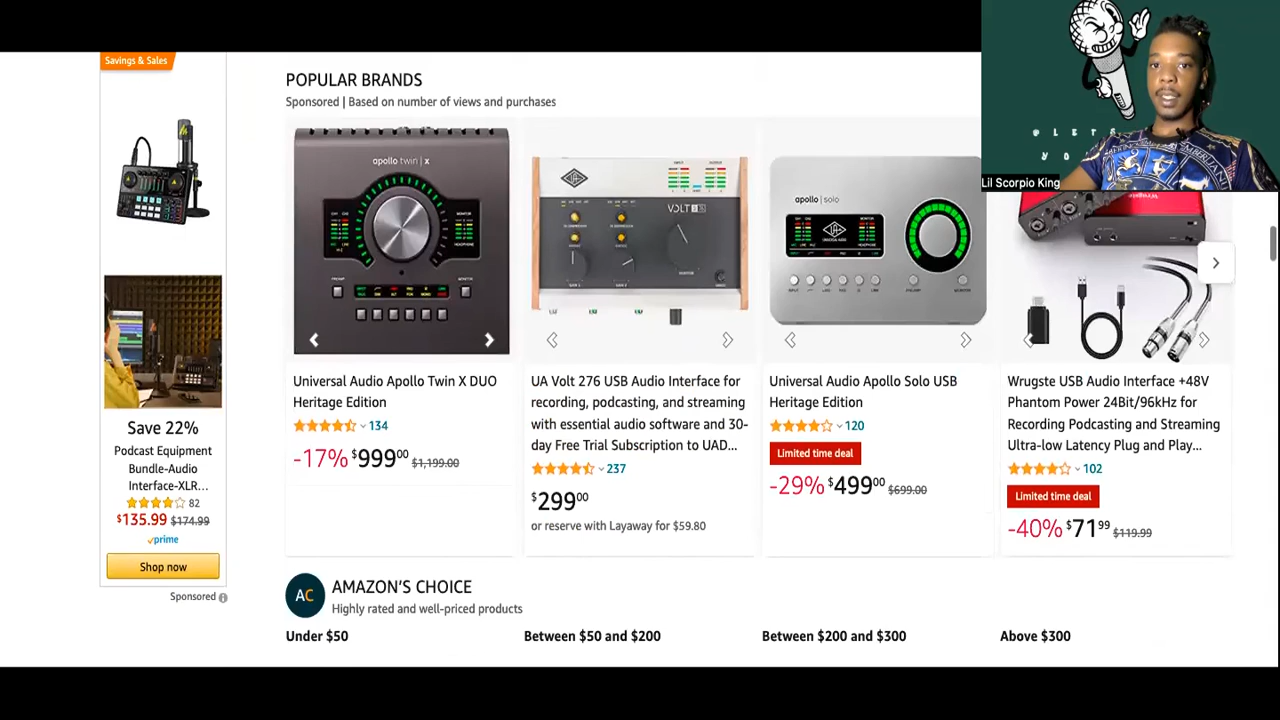 Savings & Sales
Save 22%
Podcast Equipment
Bundle-Audio
Interface-XLR...
82
$135.99 $174.99
prime
Shop now
Sponsored
POPULAR BRANDS
Sponsored | Based on number of views and purchases
apollo twin | x
Universal Audio Apollo Twin X DUO
Heritage Edition
134
-17% $999.00 $1,199.00
VOLT
INPUT OUTPUT
UA Volt 276 USB Audio Interface for
recording, podcasting, and streaming
with essential audio software and 30-
day Free Trial Subscription to UAD...
237
$299.00
or reserve with Layaway for $59.80
apollo | solo
UNIVERSAL AUDIO
Universal Audio Apollo Solo USB
Heritage Edition
120
Limited time deal
-29% $499.00 $699.00
Wrugste USB Audio Interface +48V
Phantom Power 24Bit/96kHz for
Recording Podcasting and Streaming
Ultra-low Latency Plug and Play...
102
Limited time deal
-40% $71.99 $119.99
@LETS
YO
Lil Scorpio King
AC
AMAZON'S CHOICE
Highly rated and well-priced products
Under $50
Between $50 and $200
Between $200 and $300
Above $300